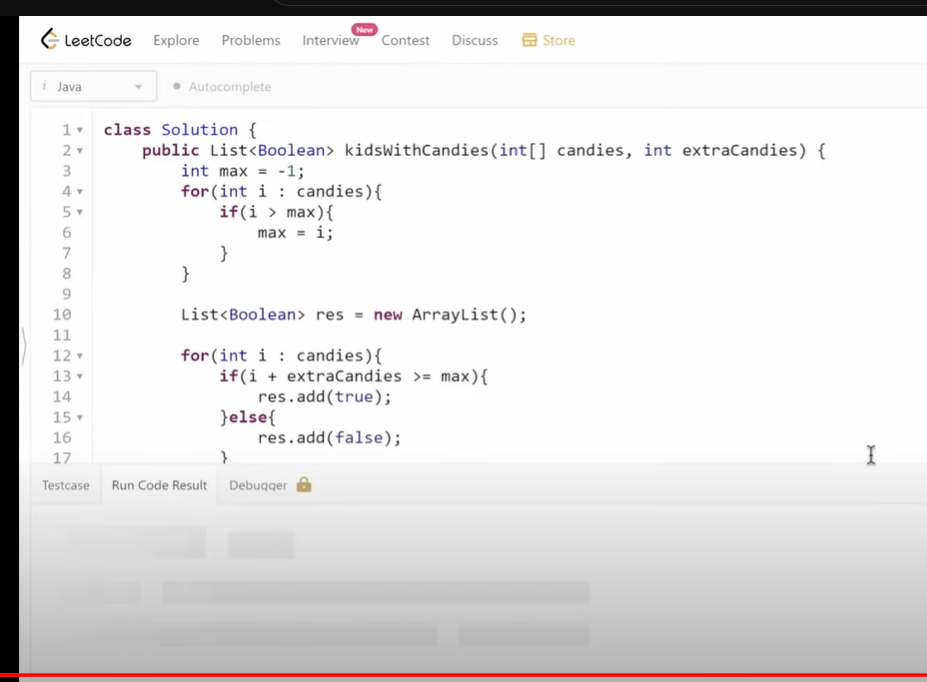 LeetCode Explore Problems Interview New Contest Discuss Store
i Java Autocomplete
1 class Solution {
2 public List<Boolean> kidsWithCandies(int[] candies, int extraCandies) {
3 int max = -1;
4 for(int i : candies){
5 if(i > max){
6 max = i;
7 }
8 }
9
10 List<Boolean> res = new ArrayList();
11
12 for(int i : candies){
13 if(i + extraCandies >= max){
14 res.add(true);
15 }else{
16 res.add(false);
17 }
Testcase Run Code Result Debugger